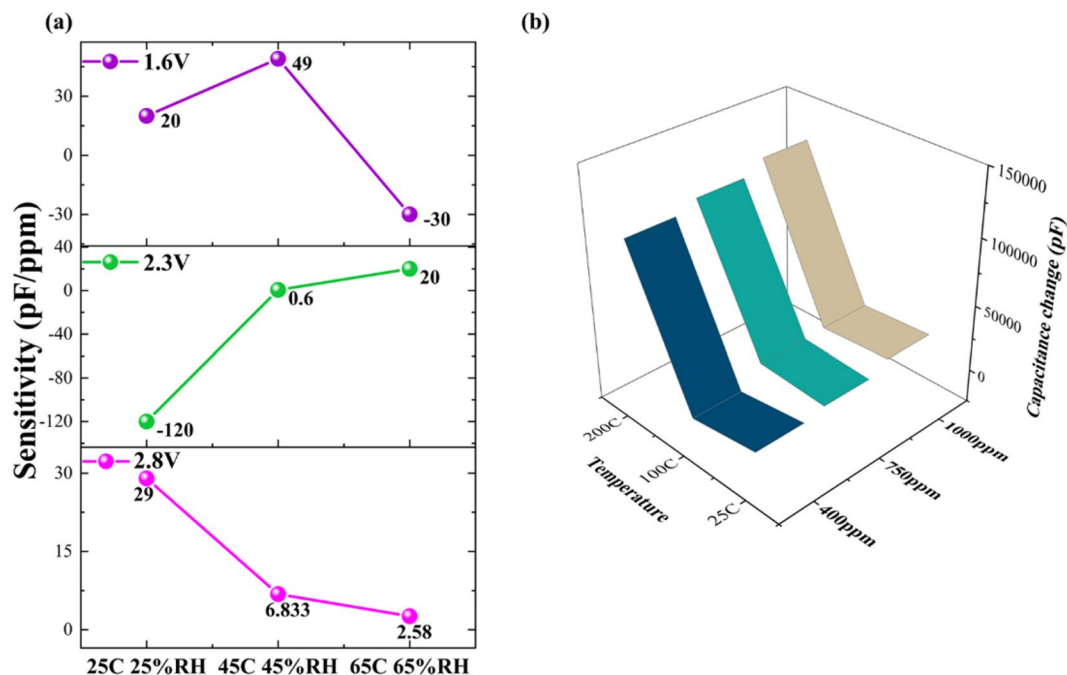 (a)
1.6V
30
0
-30
20
49
-30
Sensitivity (pF/ppm)
2.3V
40
0
-40
-80
-120
-120
0.6
20
2.8V
30
15
0
29
6.833
2.58
25C 25%RH 45C 45%RH 65C 65%RH
(b)
150000
100000
50000
0
Capacitance change (pF)
200C
100C
25C
Temperature
400ppm
750ppm
1000ppm